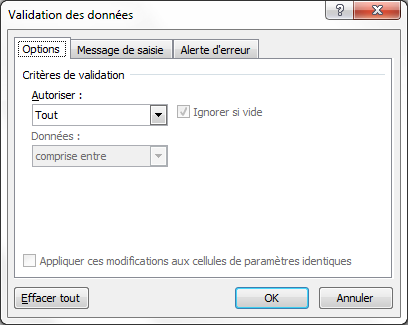 Validation des données
Options Message de saisie Alerte d'erreur
Critères de validation
Autoriser :
Tout Ignorer si vide
Données :
comprise entre
Appliquer ces modifications aux cellules de paramètres identiques
Effacer tout OK Annuler